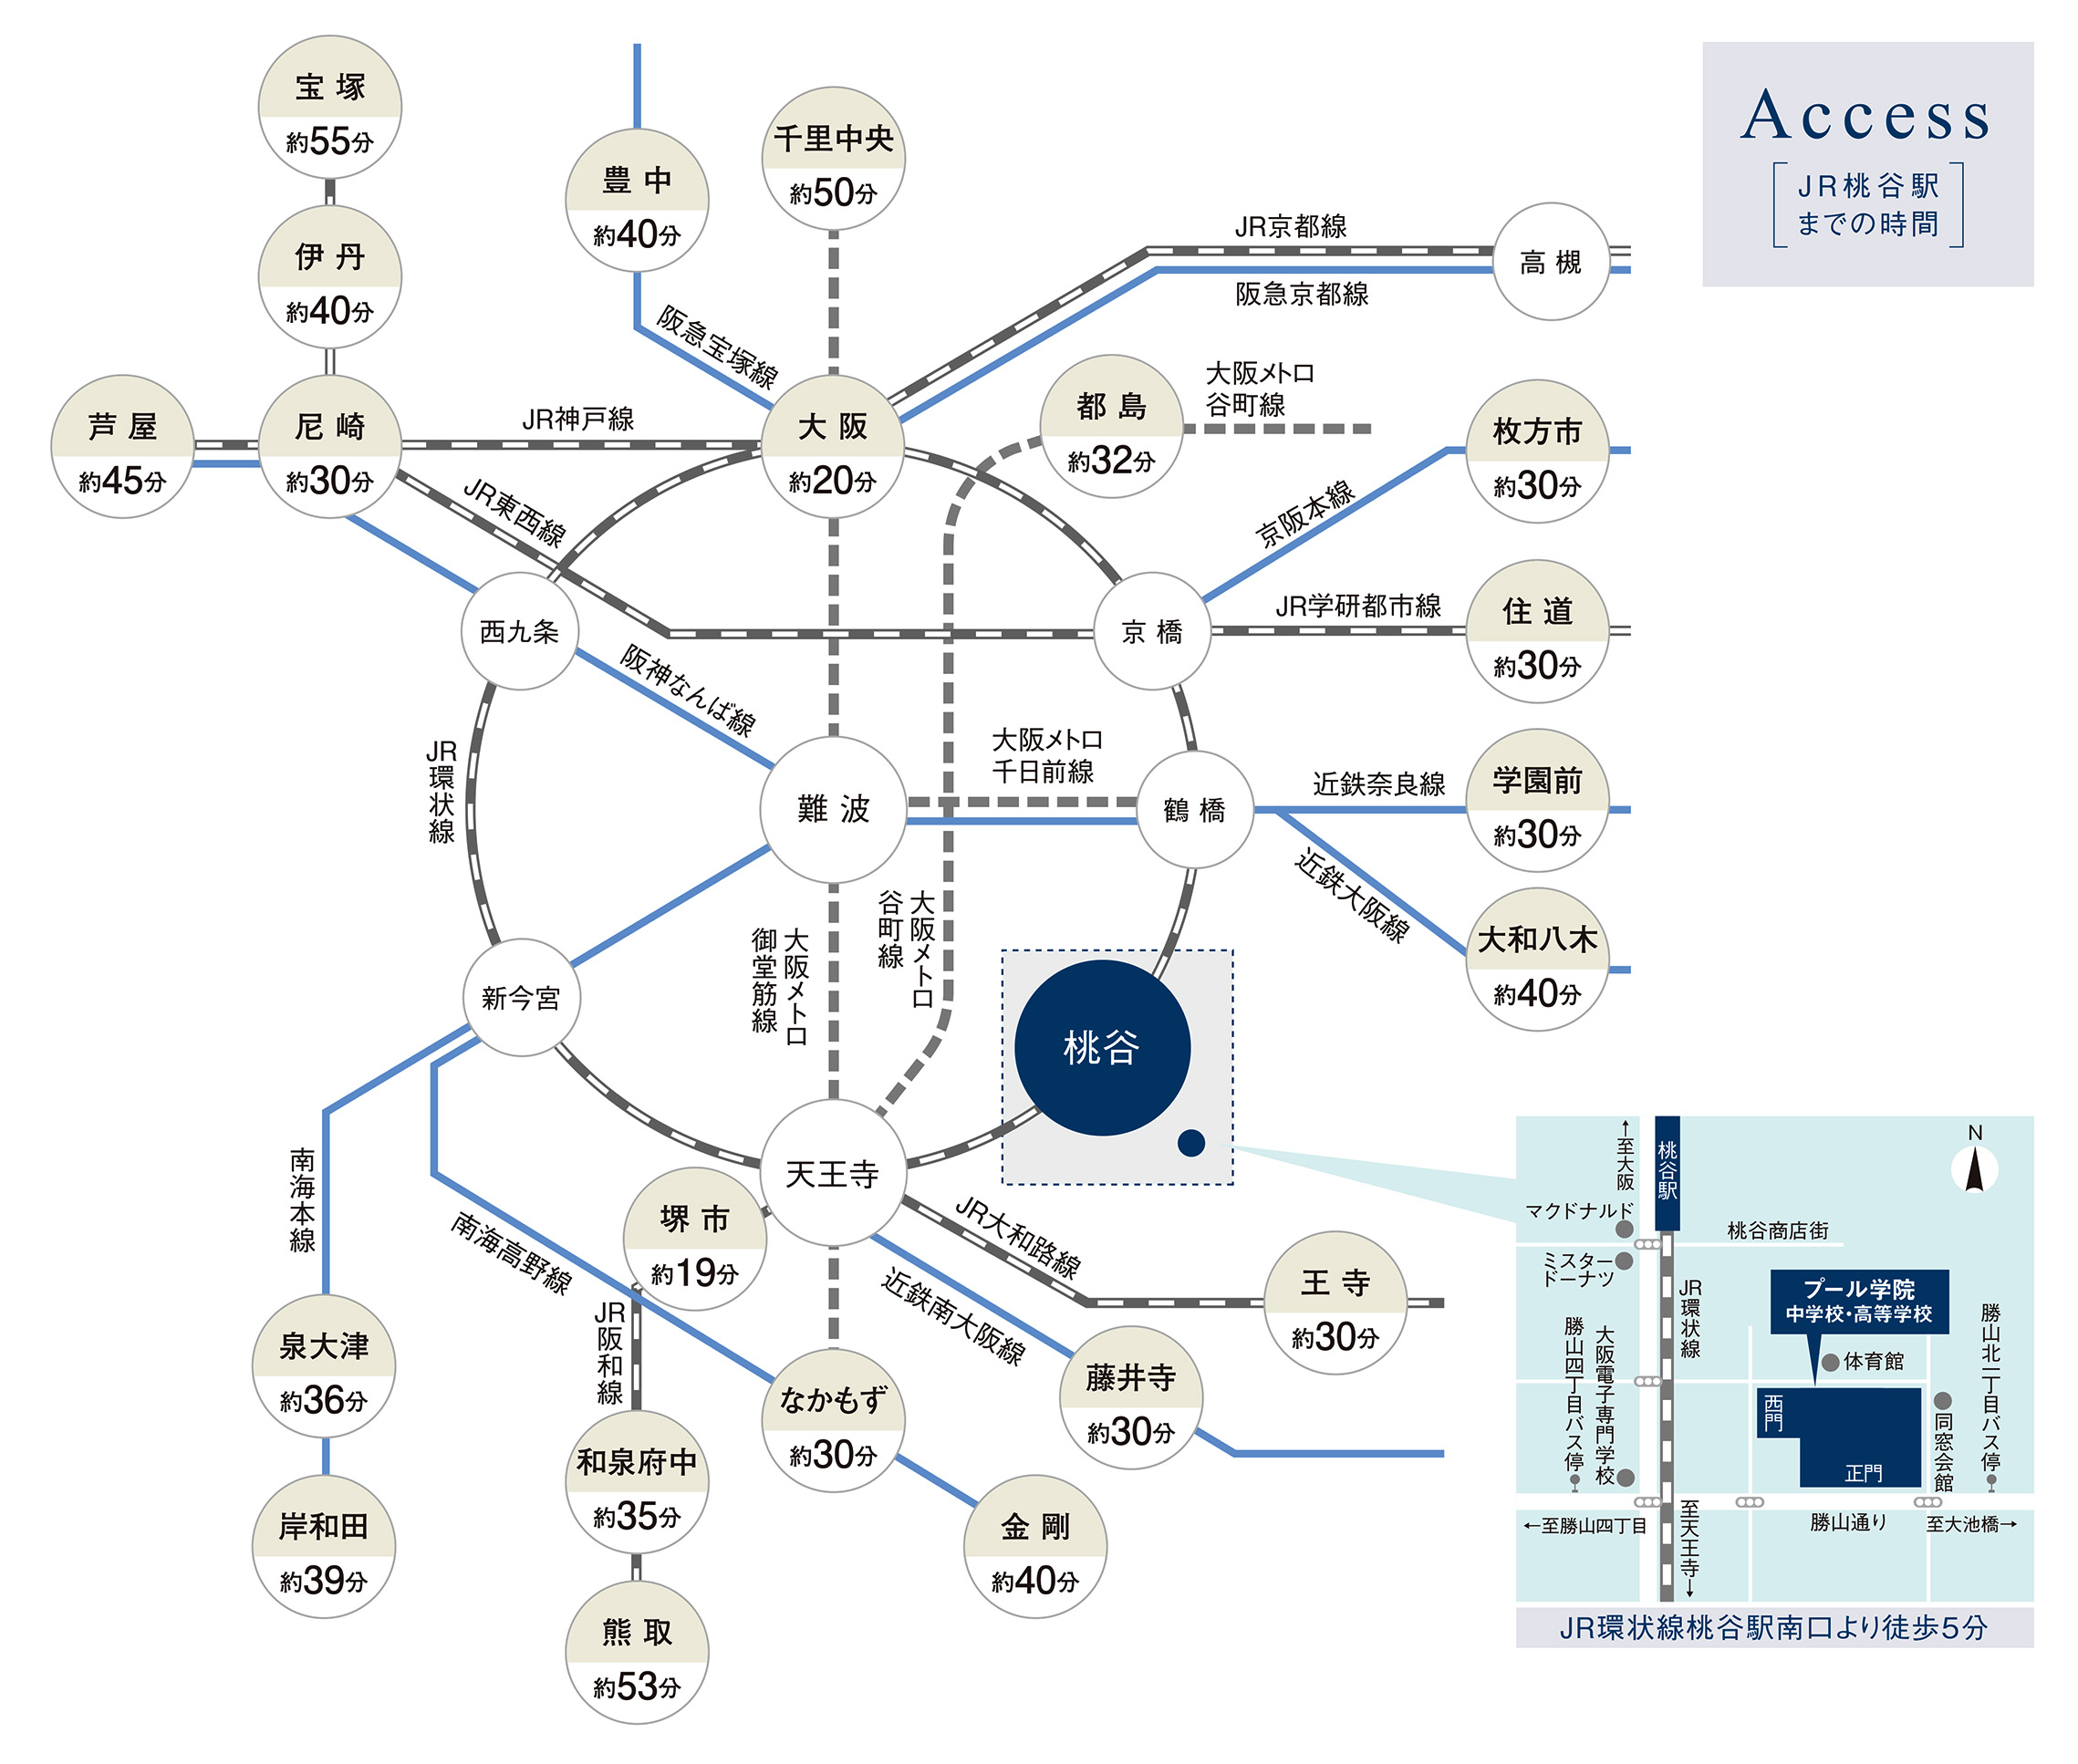 Access
JR桃谷駅
までの時間
宝塚
約55分
伊丹
約40分
芦屋
約45分
尼崎
約30分
豊中
約40分
千里中央
約50分
大阪
約20分
都島
約32分
高槻
枚方市
約30分
住道
約30分
学園前
約30分
大和八木
約40分
西九条
京橋
難波
鶴橋
新今宮
桃谷
天王寺
堺市
約19分
王寺
約30分
藤井寺
約30分
なかもず
約30分
金剛
約40分
泉大津
約36分
岸和田
約39分
和泉府中
約35分
熊取
約53分
阪急宝塚線
JR京都線
阪急京都線
大阪メトロ
谷町線
JR神戸線
JR東西線
京阪本線
JR学研都市線
阪神なんば線
大阪メトロ
千日前線
近鉄奈良線
近鉄大阪線
JR環状線
大阪メトロ
御堂筋線
大阪メトロ
谷町線
南海本線
南海高野線
JR阪和線
JR大和路線
近鉄南大阪線
↑至大阪
桃谷駅
N
マクドナルド
桃谷商店街
ミスター
ドーナツ
JR環状線
プール学院
中学校・高等学校
体育館
勝山四丁目バス停
大阪電子専門学校
西門
正門
同窓会館
勝山北一丁目バス停
←至勝山四丁目
至天王寺→
勝山通り
至大池橋→
JR環状線桃谷駅南口より徒歩5分